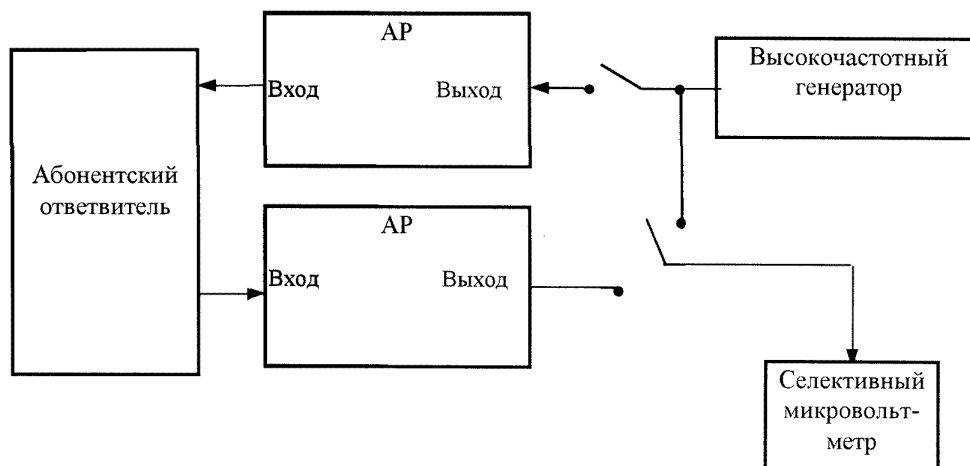 АР
Вход
Выход
Высокочастотный
генератор
Абонентский
ответвитель
АР
Вход
Выход
Селективный
микровольт-
метр